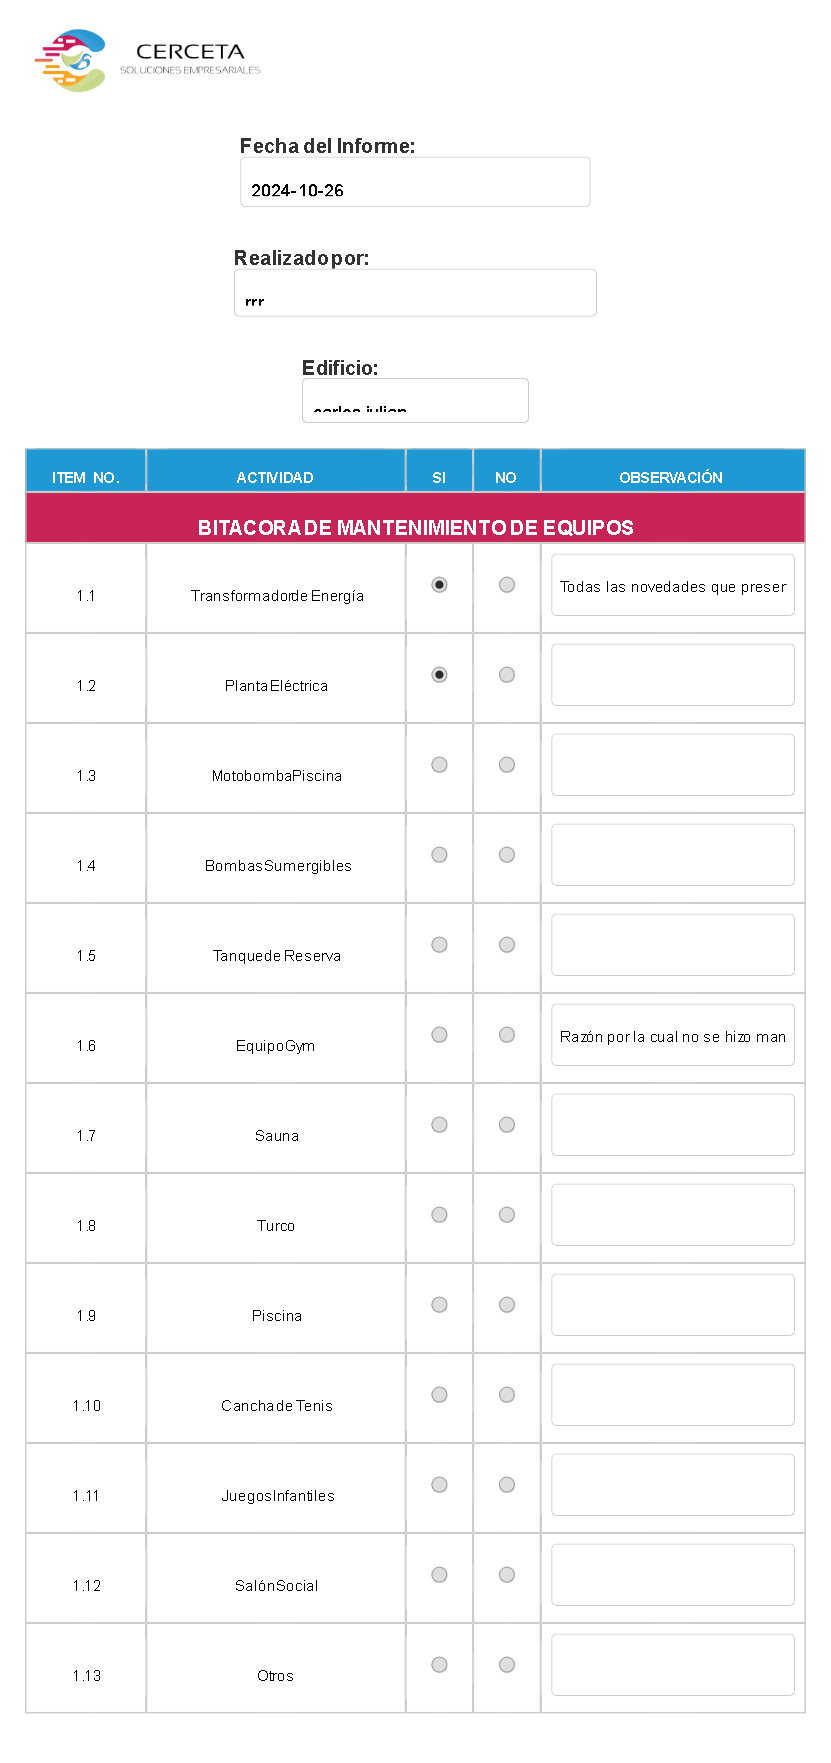 CERCETA
SOLUCIONES EMPRESARIALES
Fecha del Informe:
2024-10-26
Realizado por:
rrr
Edificio:
carlos julian
ITEM NO. ACTIVIDAD SI NO OBSERVACIÓN
BITACORA DE MANTENIMIENTO DE EQUIPOS
1.1 Transformador de Energía Todas las novedades que preser
1.2 Planta Eléctrica
1.3 Motobomba Piscina
1.4 Bombas Sumergibles
1.5 Tanque de Reserva
1.6 Equipo Gym Razón por la cual no se hizo man
1.7 Sauna
1.8 Turco
1.9 Piscina
1.10 Cancha de Tenis
1.11 Juegos Infantiles
1.12 Salón Social
1.13 Otros